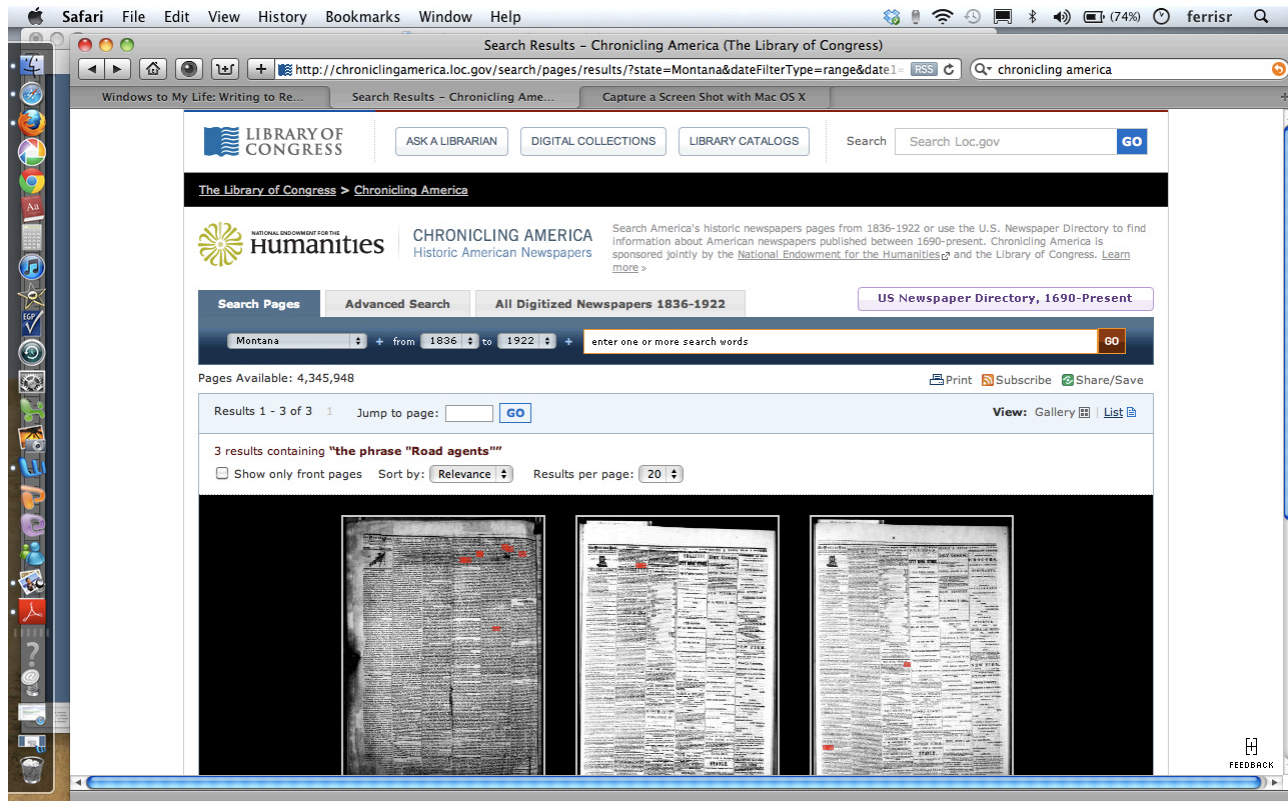 Safari File Edit View History Bookmarks Window Help (74%) ferrisr
Search Results – Chronicling America (The Library of Congress)
http://chroniclingamerica.loc.gov/search/pages/results/?state=Montana&dateFilterType=range&date1= RSS chronicling america
Windows to My Life: Writing to Re... Search Results – Chronicling Ame... Capture a Screen Shot with Mac OS X
LIBRARY OF CONGRESS ASK A LIBRARIAN DIGITAL COLLECTIONS LIBRARY CATALOGS Search Search Loc.gov GO
The Library of Congress > Chronicling America
NATIONAL ENDOWMENT FOR THE
Humanities
CHRONICLING AMERICA
Historic American Newspapers
Search America's historic newspapers pages from 1836-1922 or use the U.S. Newspaper Directory to find
information about American newspapers published between 1690-present. Chronicling America is
sponsored jointly by the National Endowment for the Humanities and the Library of Congress. Learn
more »
Search Pages Advanced Search All Digitized Newspapers 1836-1922 US Newspaper Directory, 1690-Present
Montana + from 1836 to 1922 + enter one or more search words GO
Pages Available: 4,345,948 Print Subscribe Share/Save
Results 1 - 3 of 3 1 Jump to page: GO View: Gallery | List
3 results containing “the phrase "Road agents"”
Show only front pages Sort by: Relevance Results per page: 20
FEEDBACK